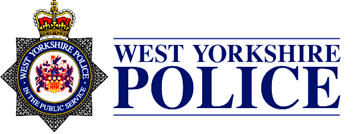 WEST YORKSHIRE POLICE
IN THE PUBLIC SERVICE
WEST YORKSHIRE
POLICE